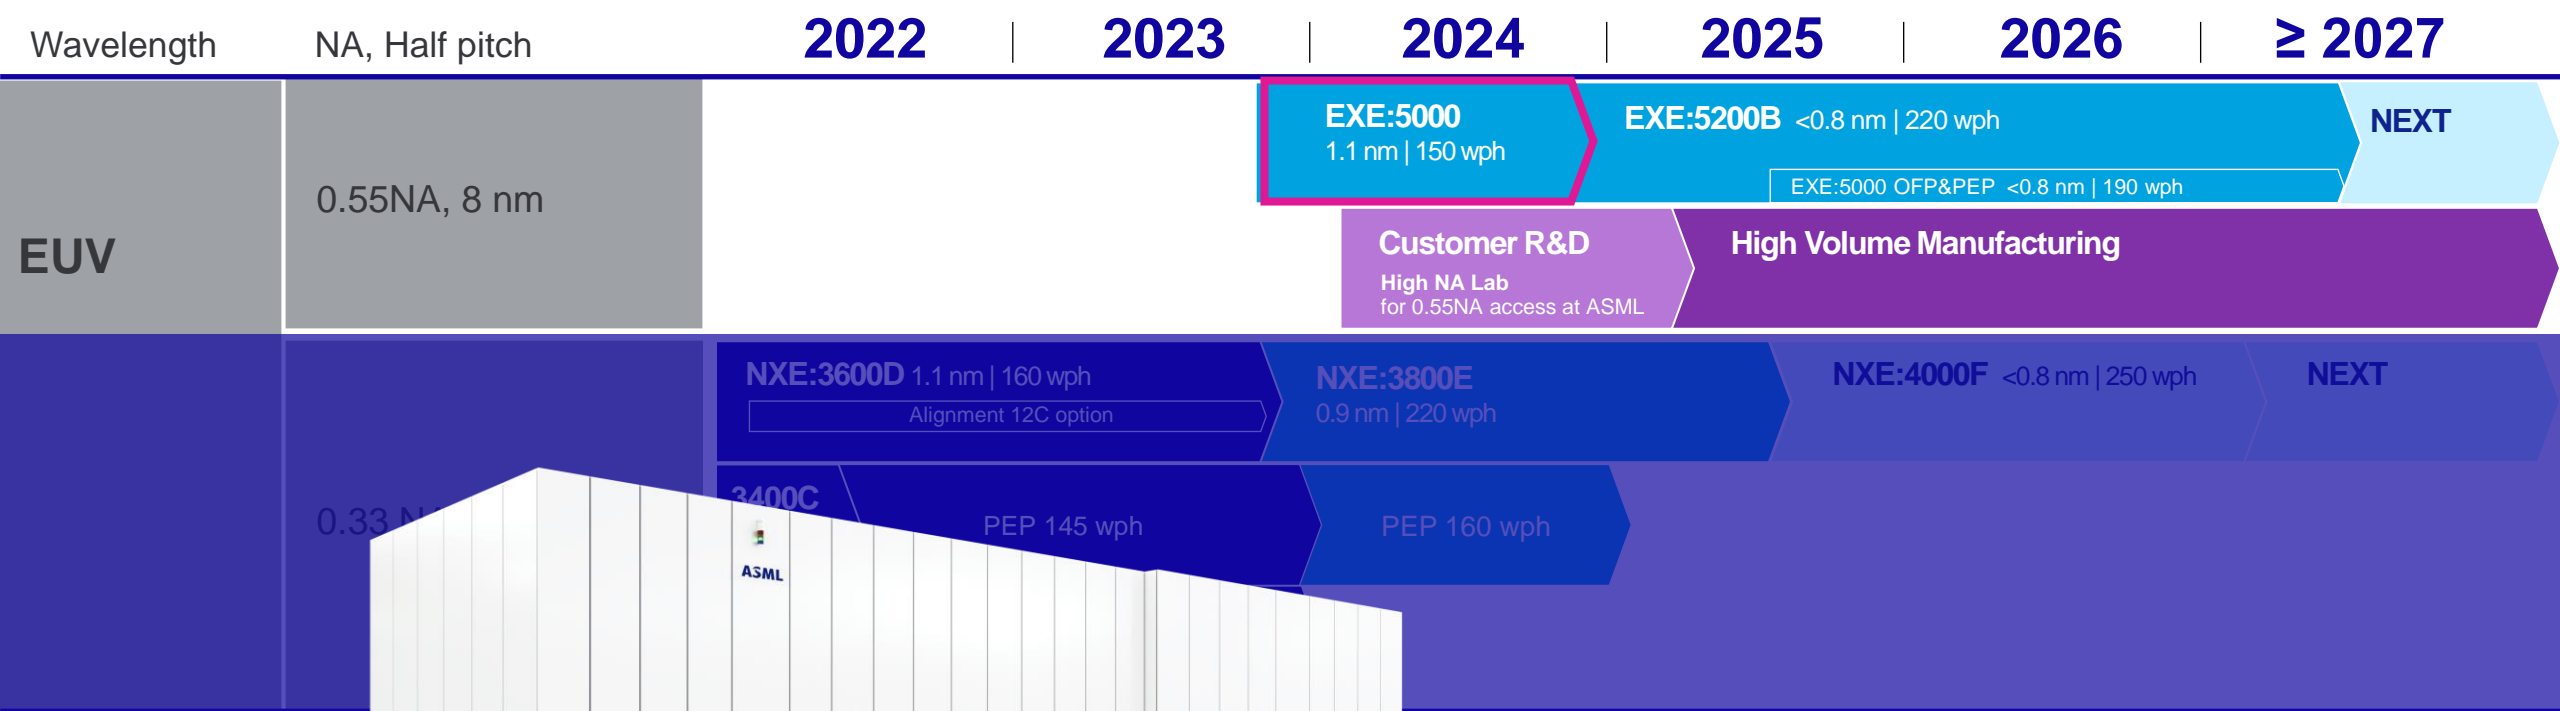 Wavelength
NA, Half pitch
2022
2023
2024
2025
2026
≥ 2027
EUV
0.55NA, 8 nm
EXE:5000
1.1 nm | 150 wph
EXE:5200B <0.8 nm | 220 wph
EXE:5000 OFP&PEP <0.8 nm | 190 wph
NEXT
Customer R&D
High NA Lab
for 0.55NA access at ASML
High Volume Manufacturing
0.33
NXE:3600D 1.1 nm | 160 wph
Alignment 12C option
NXE:3800E
0.9 nm | 220 wph
NXE:4000F <0.8 nm | 250 wph
NEXT
3400C
PEP 145 wph
PEP 160 wph
ASML